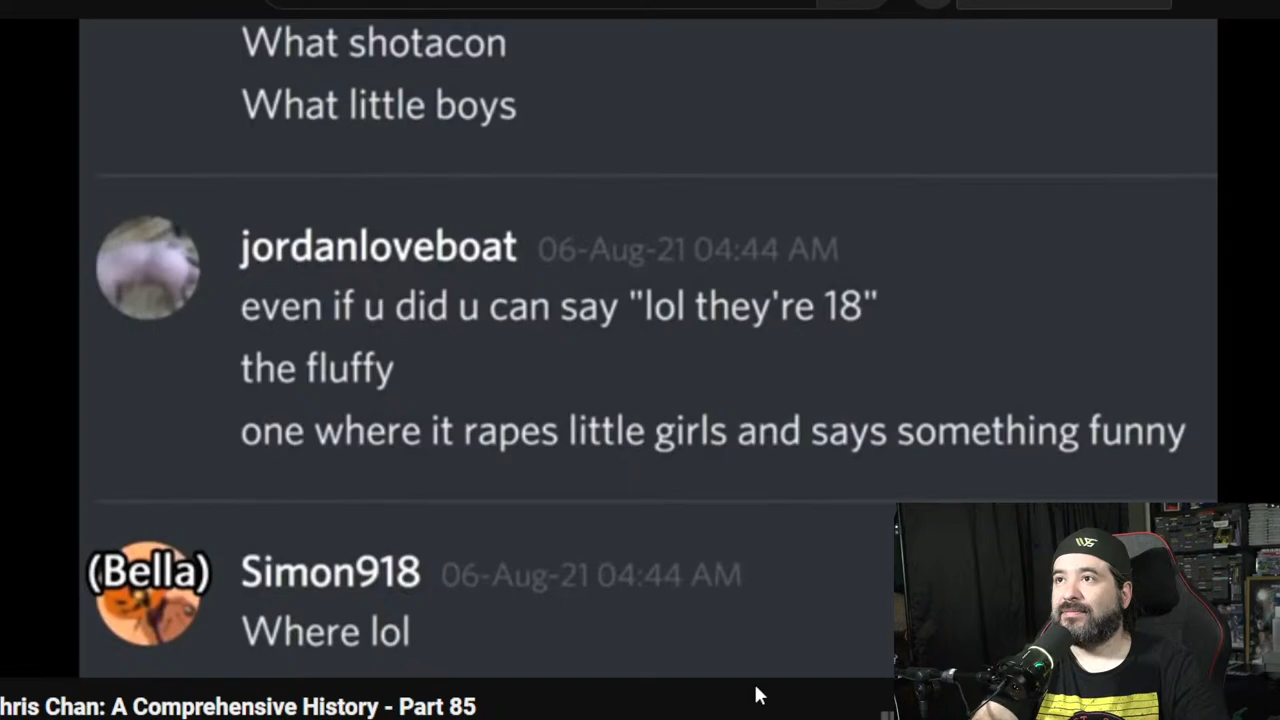 What shotacon
What little boys
jordanloveboat 06-Aug-21 04:44 AM
even if u did u can say "lol they're 18"
the fluffy
one where it rapes little girls and says something funny
(Bella)
Simon918 06-Aug-21 04:44 AM
Where lol
hris Chan: A Comprehensive History - Part 85